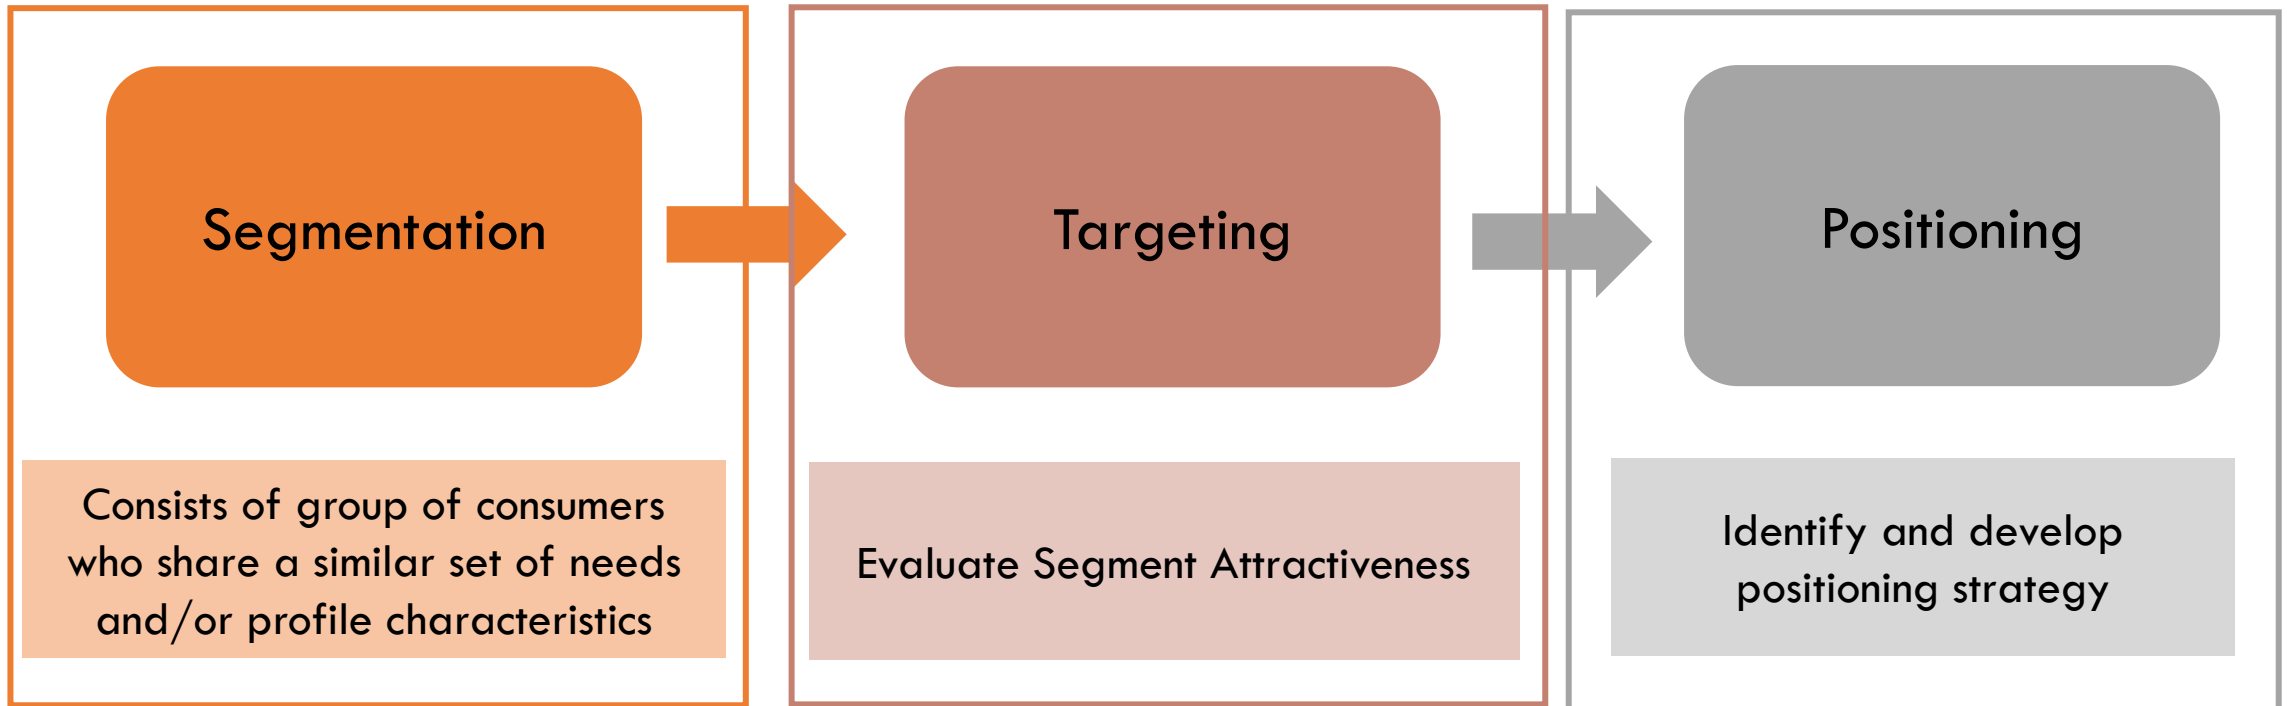 Segmentation
Targeting
Positioning
Consists of group of consumers
who share a similar set of needs
and/or profile characteristics
Evaluate Segment Attractiveness
Identify and develop
positioning strategy